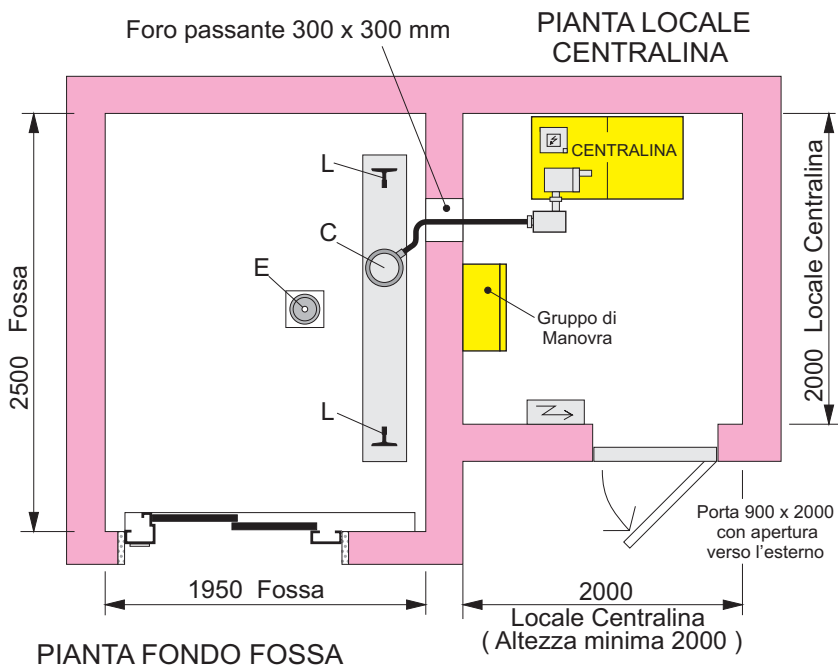 Foro passante 300 x 300 mm
PIANTA LOCALE
CENTRALINA
L
C
E
L
CENTRALINA
Gruppo di
Manovra
2500 Fossa
2000 Locale Centralina
Porta 900 x 2000
con apertura
verso l'esterno
1950 Fossa
2000
Locale Centralina
( Altezza minima 2000 )
PIANTA FONDO FOSSA